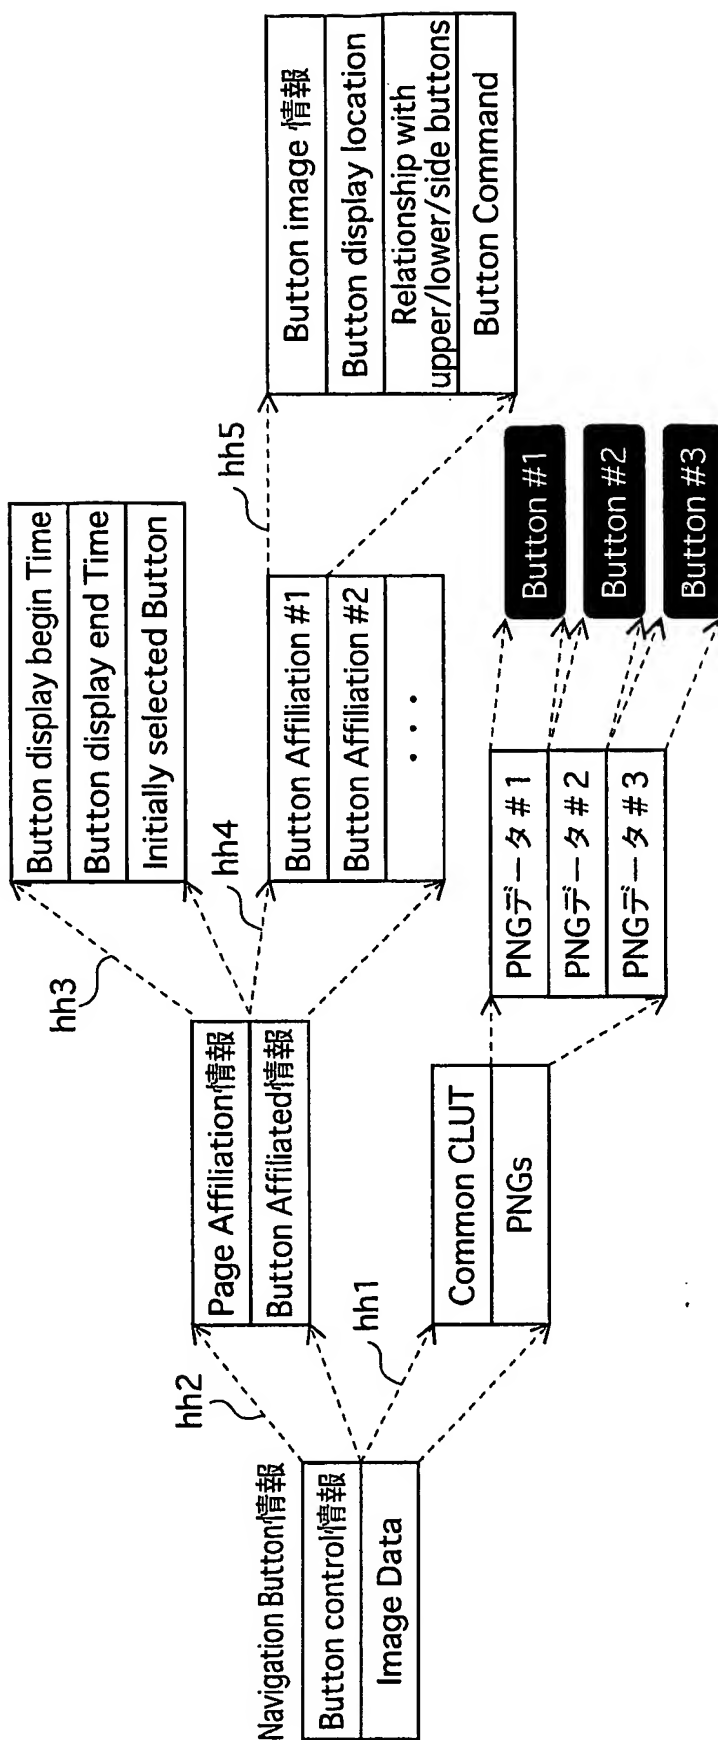 Navigation Button情報
Button control情報
Image Data
hh2
hh1
Page Affiliation情報
Button Affiliated情報
Common CLUT
PNGs
hh3
hh4
Button display begin Time
Button display end Time
Initially selected Button
Button Affiliation #1
Button Affiliation #2
...
PNGデータ#1
PNGデータ#2
PNGデータ#3
hh5
Button image 情報
Button display location
Relationship with
upper/lower/side buttons
Button Command
Button #1
Button #2
Button #3